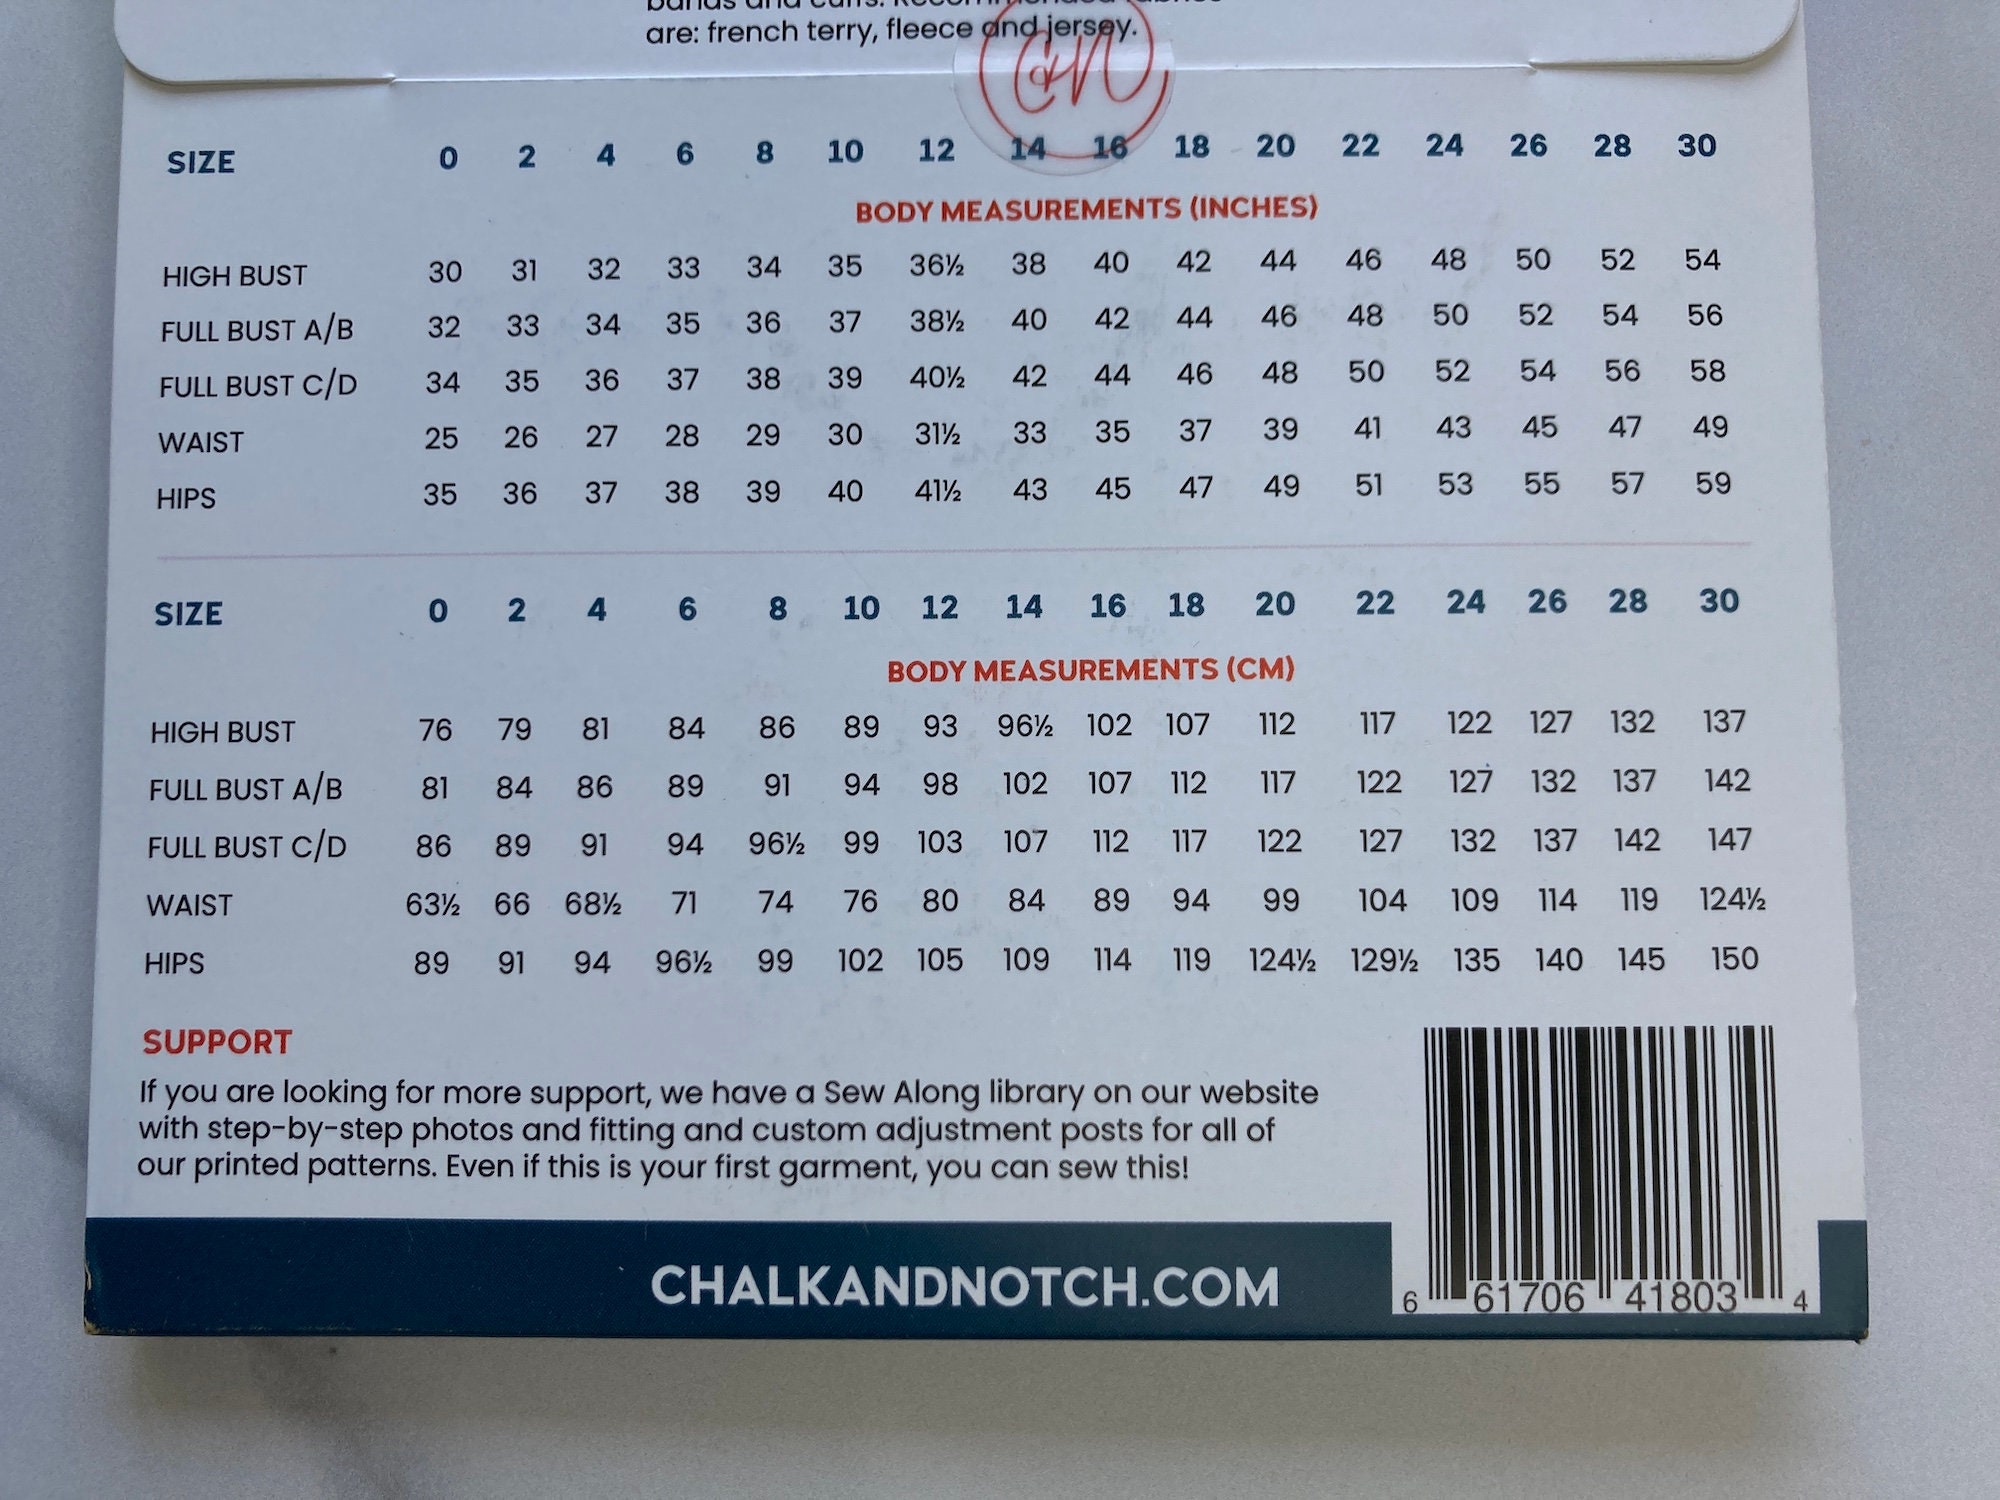 bands and cuffs. Recommended fabrics
are: french terry, fleece and jersey.
C&N
SIZE 0 2 4 6 8 10 12 14 16 18 20 22 24 26 28 30
BODY MEASUREMENTS (INCHES)
HIGH BUST 30 31 32 33 34 35 36½ 38 40 42 44 46 48 50 52 54
FULL BUST A/B 32 33 34 35 36 37 38½ 40 42 44 46 48 50 52 54 56
FULL BUST C/D 34 35 36 37 38 39 40½ 42 44 46 48 50 52 54 56 58
WAIST 25 26 27 28 29 30 31½ 33 35 37 39 41 43 45 47 49
HIPS 35 36 37 38 39 40 41½ 43 45 47 49 51 53 55 57 59
SIZE 0 2 4 6 8 10 12 14 16 18 20 22 24 26 28 30
BODY MEASUREMENTS (CM)
HIGH BUST 76 79 81 84 86 89 93 96½ 102 107 112 117 122 127 132 137
FULL BUST A/B 81 84 86 89 91 94 98 102 107 112 117 122 127 132 137 142
FULL BUST C/D 86 89 91 94 96½ 99 103 107 112 117 122 127 132 137 142 147
WAIST 63½ 66 68½ 71 74 76 80 84 89 94 99 104 109 114 119 124½
HIPS 89 91 94 96½ 99 102 105 109 114 119 124½ 129½ 135 140 145 150
SUPPORT
If you are looking for more support, we have a Sew Along library on our website
with step-by-step photos and fitting and custom adjustment posts for all of
our printed patterns. Even if this is your first garment, you can sew this!
CHALKANDNOTCH.COM
6 61706 41803 4